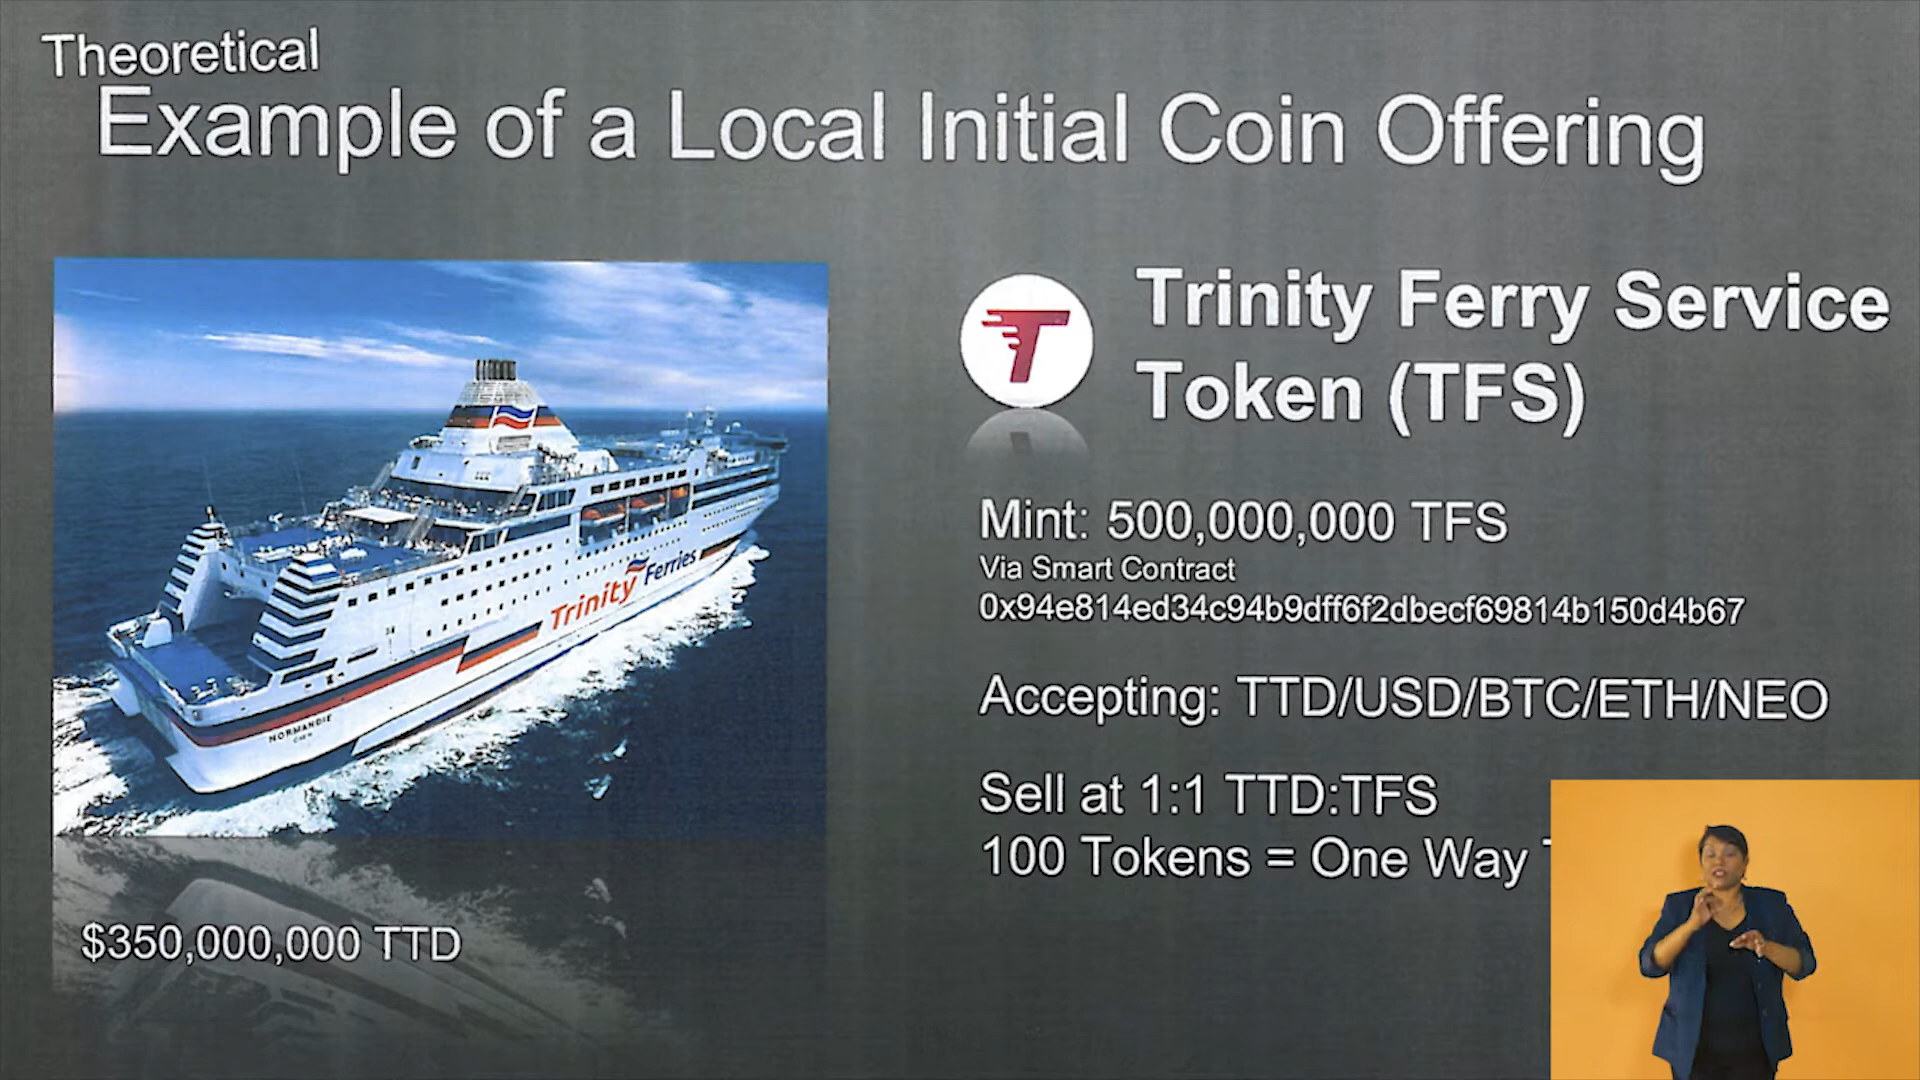 Theoretical
Example of a Local Initial Coin Offering
T
Trinity Ferry Service
Token (TFS)
Mint: 500,000,000 TFS
Via Smart Contract
0x94e814ed34c94b9dff6f2dbecf69814b150d4b67
Accepting: TTD/USD/BTC/ETH/NEO
Sell at 1:1 TTD:TFS
100 Tokens = One Way
Trinity Ferries
NORMANDIE
CAEN
$350,000,000 TTD